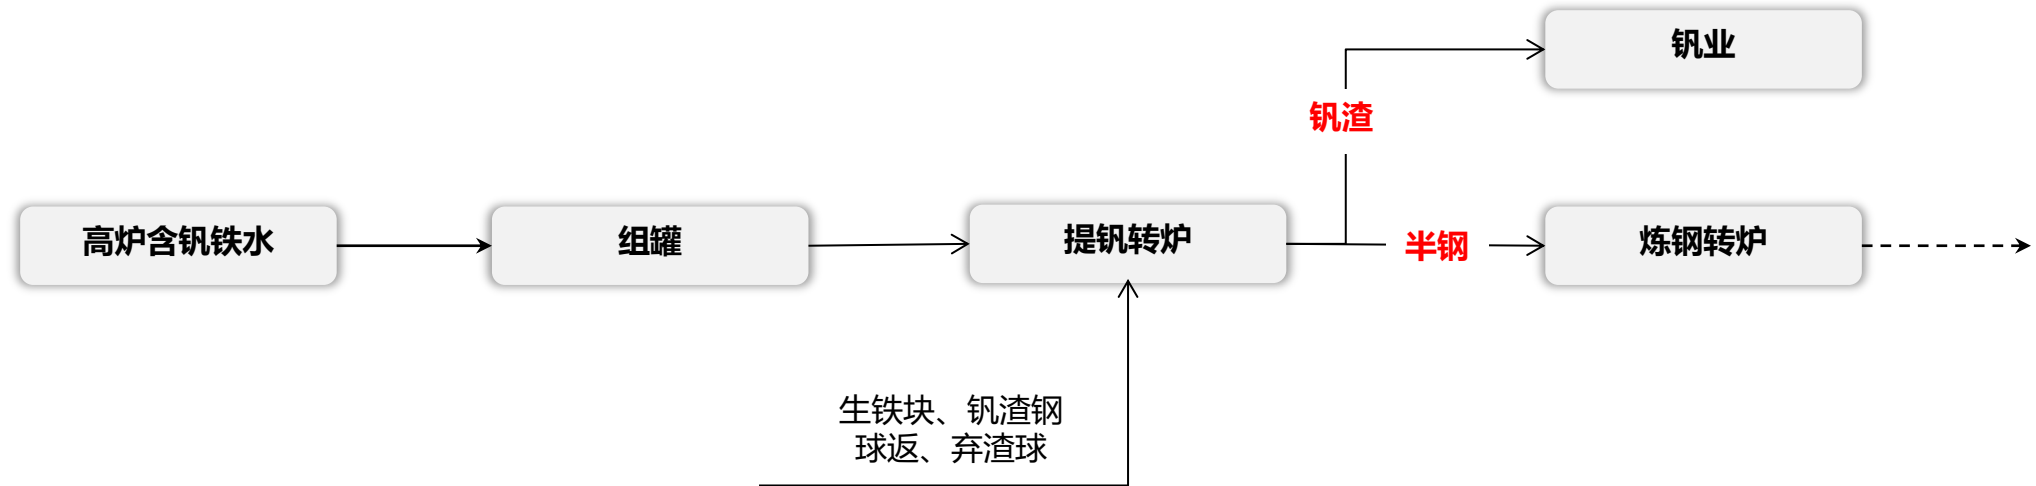 钒业
钒渣
高炉含钒铁水
组罐
提钒转炉
半钢
炼钢转炉
生铁块、钒渣钢
球返、弃渣球